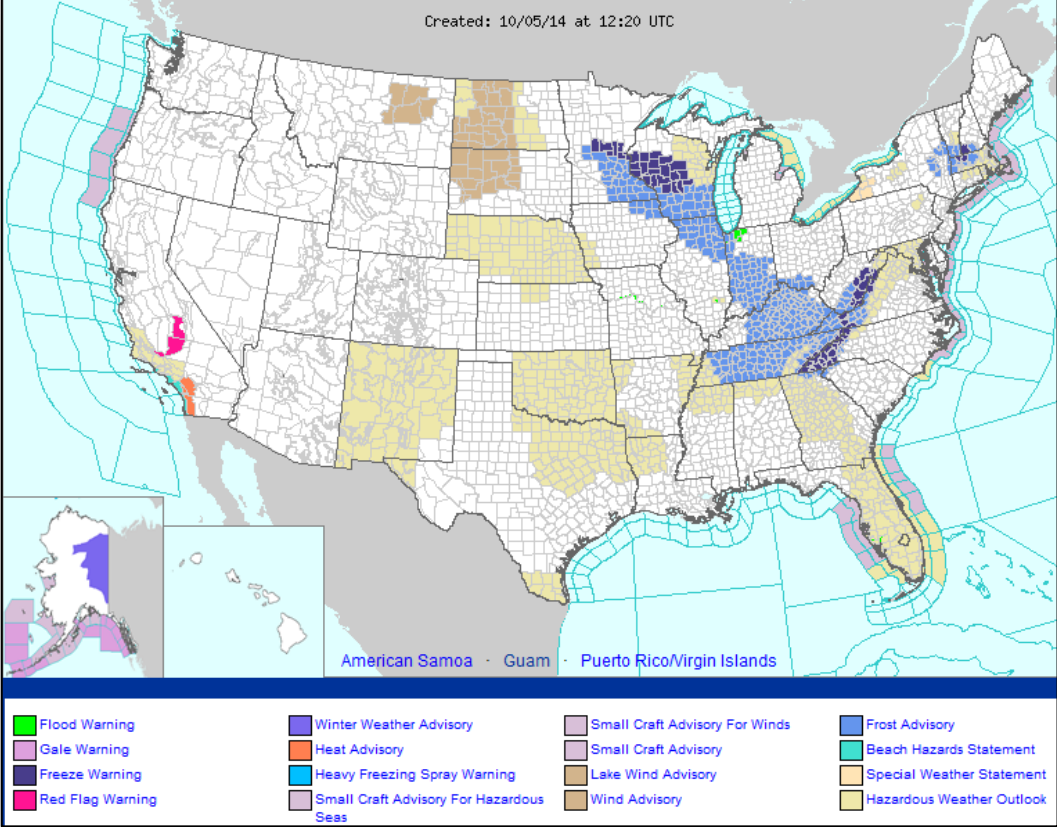 Created: 10/05/14 at 12:20 UTC
American Samoa · Guam · Puerto Rico/Virgin Islands
Flood Warning
Winter Weather Advisory
Small Craft Advisory For Winds
Frost Advisory
Gale Warning
Heat Advisory
Small Craft Advisory
Beach Hazards Statement
Freeze Warning
Heavy Freezing Spray Warning
Lake Wind Advisory
Special Weather Statement
Red Flag Warning
Small Craft Advisory For Hazardous
Seas
Wind Advisory
Hazardous Weather Outlook